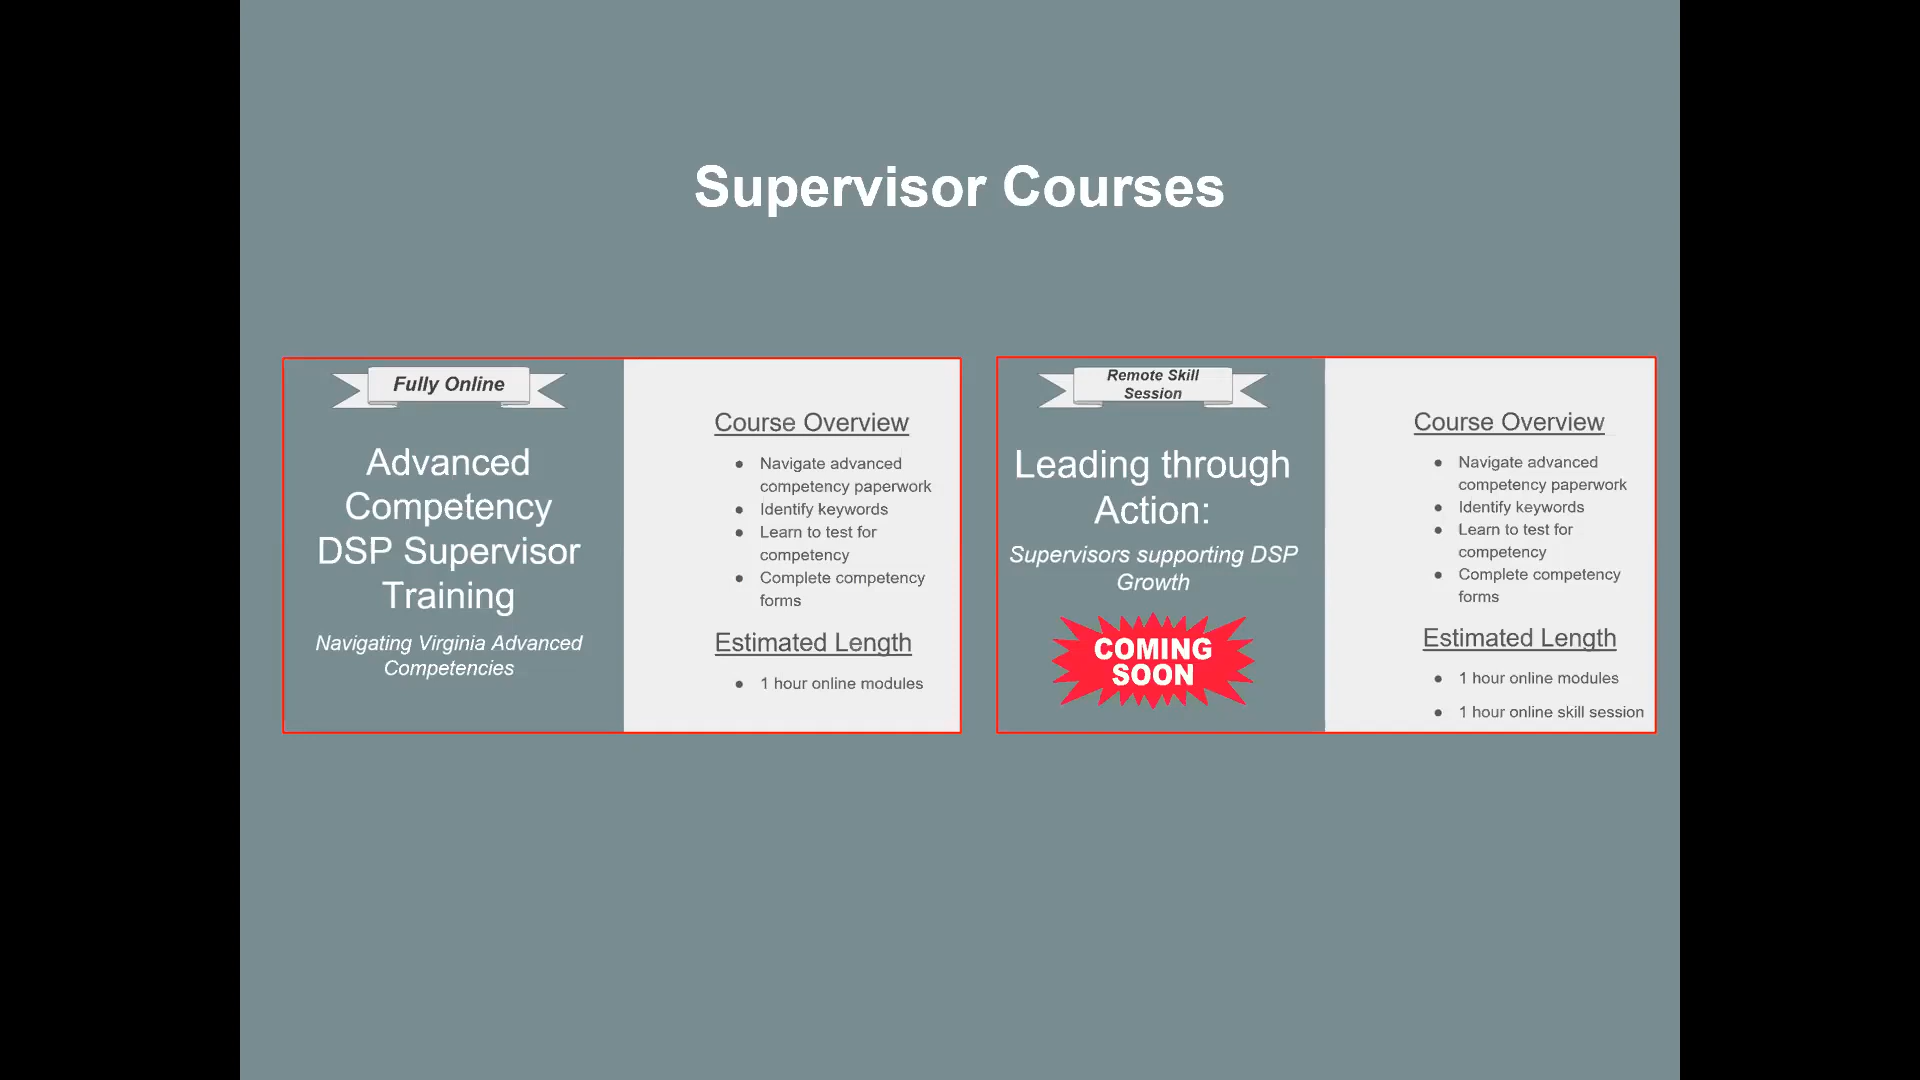 Supervisor Courses
Fully Online
Advanced
Competency
DSP Supervisor
Training
Navigating Virginia Advanced
Competencies
Course Overview
● Navigate advanced
competency paperwork
● Identify keywords
● Learn to test for
competency
● Complete competency
forms
Estimated Length
● 1 hour online modules
Remote Skill
Session
Leading through
Action:
Supervisors supporting DSP
Growth
COMING
SOON
Course Overview
● Navigate advanced
competency paperwork
● Identify keywords
● Learn to test for
competency
● Complete competency
forms
Estimated Length
● 1 hour online modules
● 1 hour online skill session